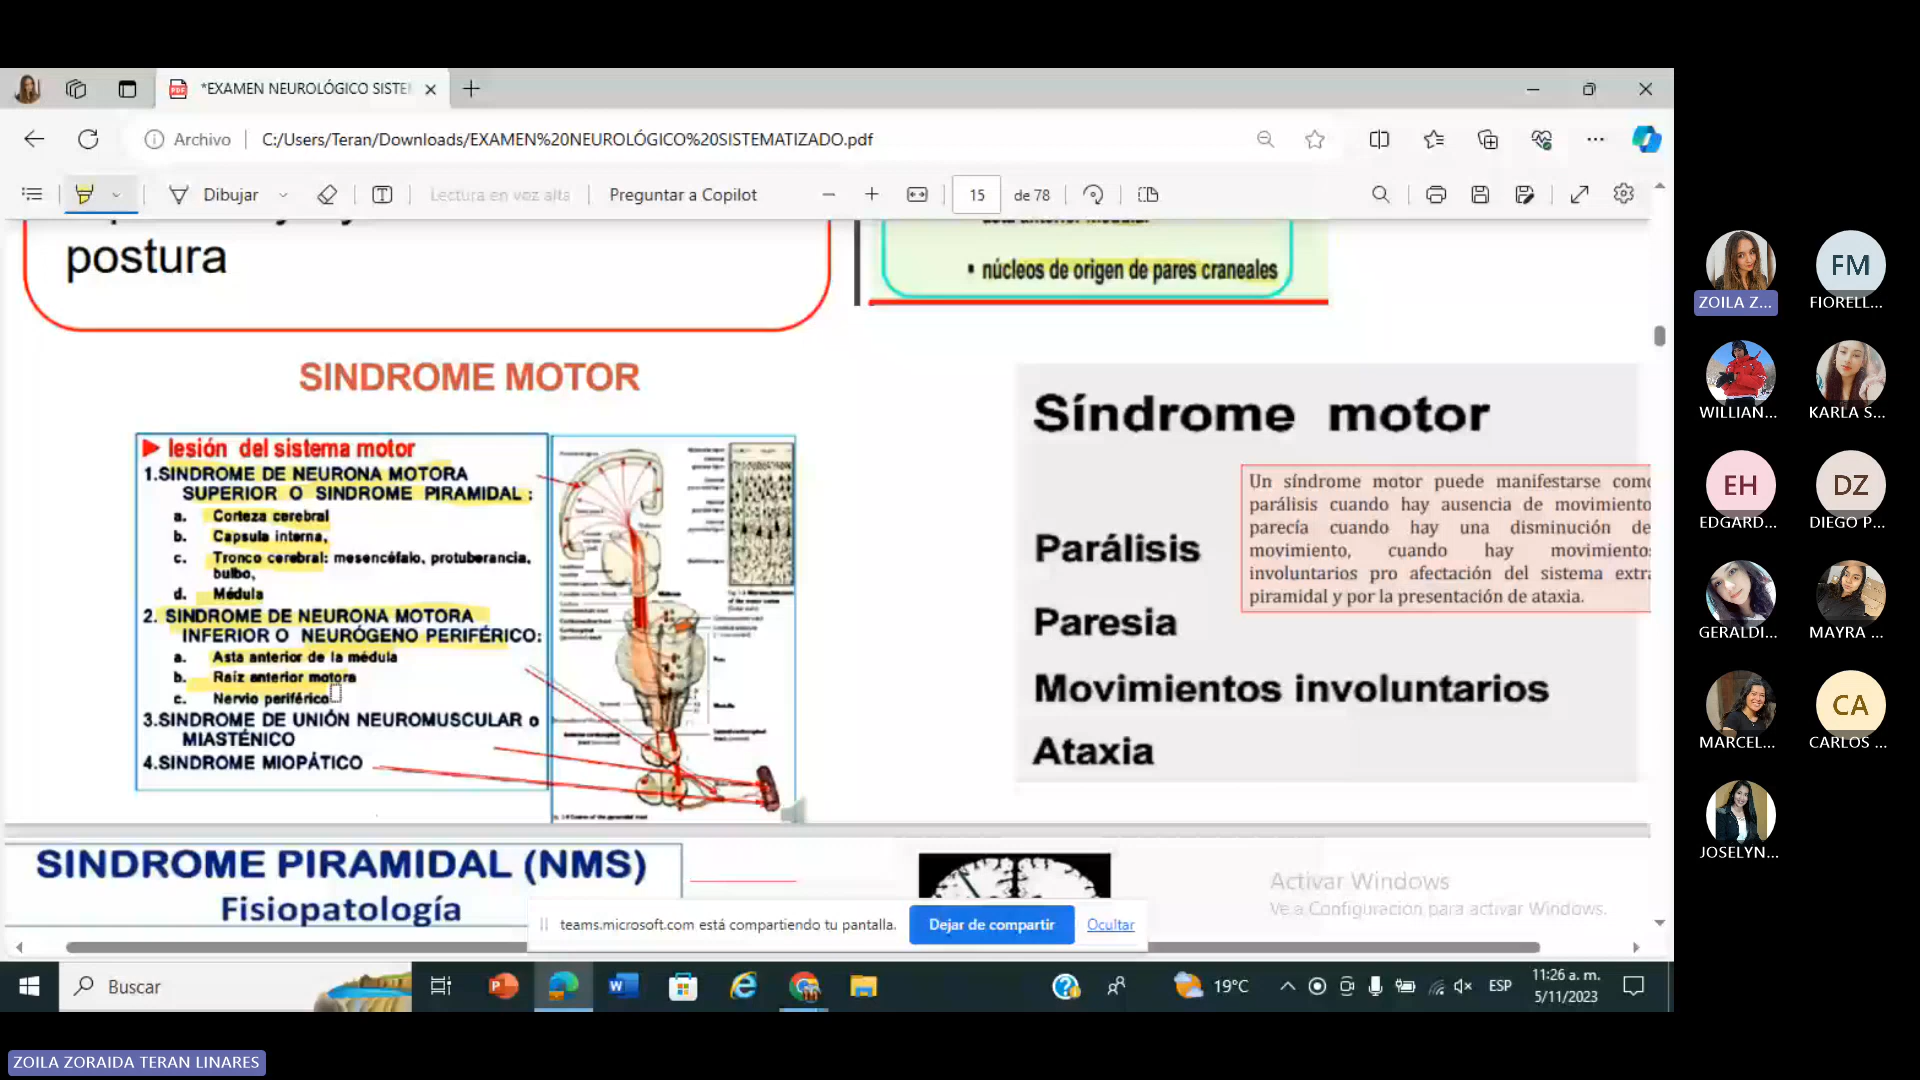 *EXAMEN NEUROLÓGICO SISTE
Archivo
C:/Users/Teran/Downloads/EXAMEN%20NEUROLÓGICO%20SISTEMATIZADO.pdf
Dibujar
Lectura en voz alta
Preguntar a Copilot
15
de 78
postura
▪ núcleos de origen de pares craneales
SINDROME MOTOR
lesión del sistema motor
1.SINDROME DE NEURONA MOTORA
SUPERIOR O SINDROME PIRAMIDAL :
a. Corteza cerebral
b. Capsula interna,
c. Tronco cerebral: mesencéfalo, protuberancia,
bulbo,
d. Médula
2. SINDROME DE NEURONA MOTORA
INFERIOR O NEURÓGENO PERIFÉRICO:
a. Asta anterior de la médula
b. Raíz anterior motora
c. Nervio periférico
3.SINDROME DE UNIÓN NEUROMUSCULAR o
MIASTÉNICO
4.SINDROME MIOPÁTICO
Síndrome motor
Un síndrome motor puede manifestarse como
parálisis cuando hay ausencia de movimiento
parecía cuando hay una disminución de
movimiento, cuando hay movimiento
involuntarios pro afectación del sistema extra
piramidal y por la presentación de ataxia.
Parálisis
Paresia
Movimientos involuntarios
Ataxia
SINDROME PIRAMIDAL (NMS)
Fisiopatología
Activar Windows
Ve a Configuración para activar Windows.
teams.microsoft.com está compartiendo tu pantalla.
Dejar de compartir
Ocultar
Buscar
19°C
ESP
11:26 a. m.
5/11/2023
ZOILA Z...
FM
FIORELL...
WILLIAN...
KARLA S...
EH
EDGARD...
DZ
DIEGO P...
GERALDI...
MAYRA ...
MARCEL...
CA
CARLOS ...
JOSELYN...
ZOILA ZORAIDA TERAN LINARES